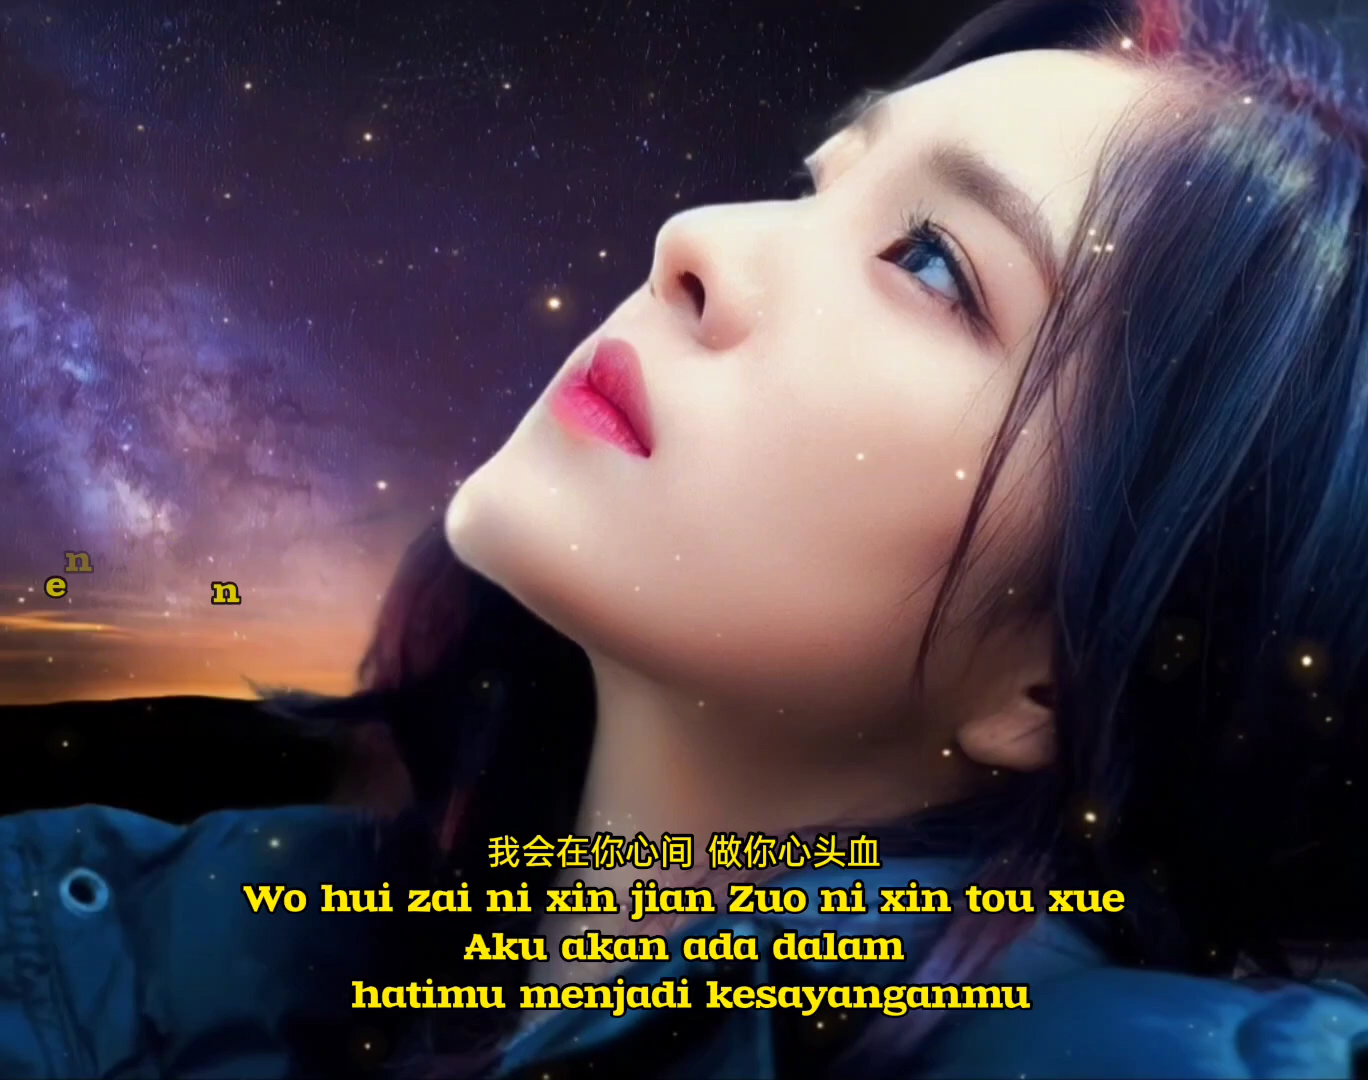 n
e
n
我会在你心间 做你心头血
Wo hui zai ni xin jian Zuo ni xin tou xue
Aku akan ada dalam
hatimu menjadi kesayanganmu